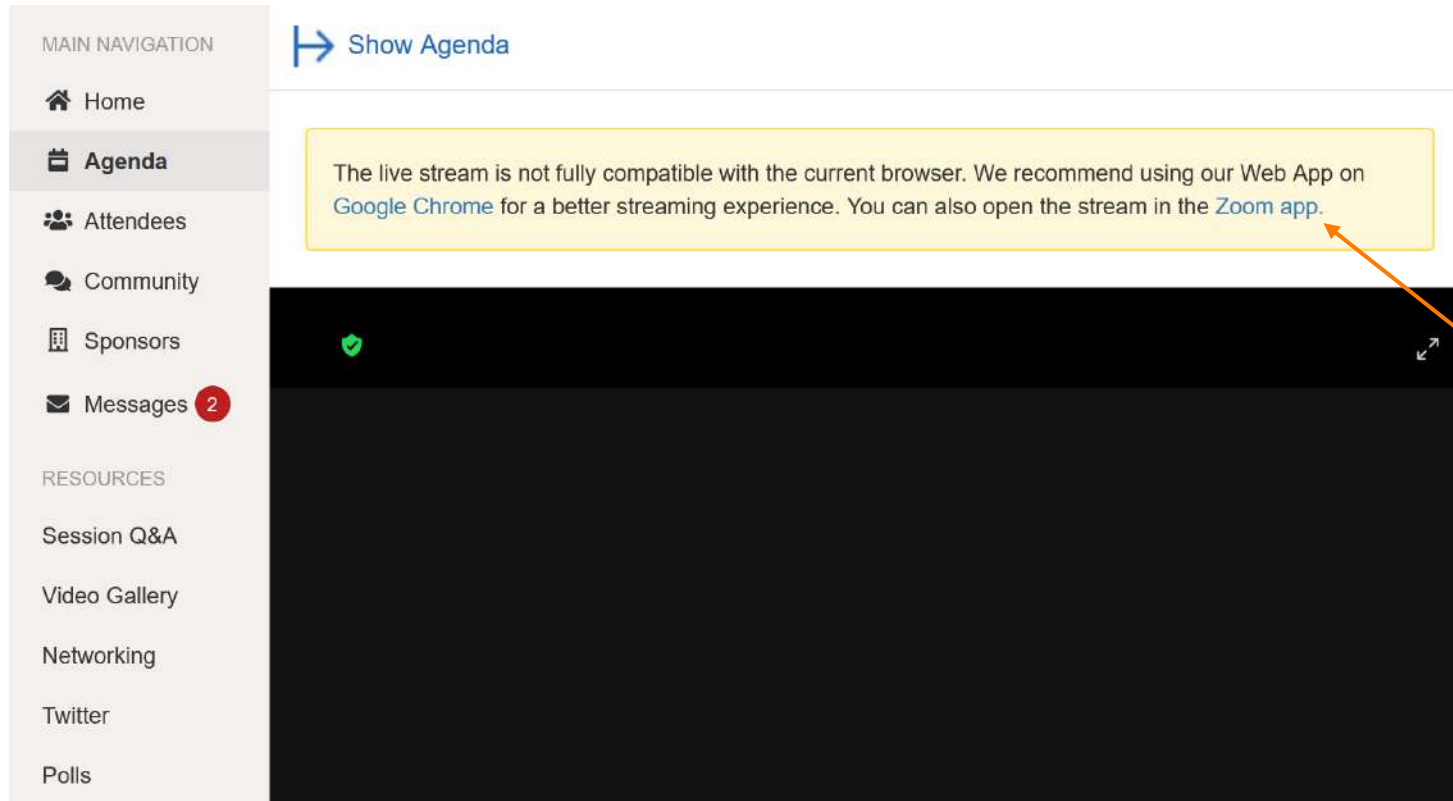 MAIN NAVIGATION
Home
Agenda
Attendees
Community
Sponsors
Messages 2
RESOURCES
Session Q&A
Video Gallery
Networking
Twitter
Polls
Show Agenda
The live stream is not fully compatible with the current browser. We recommend using our Web App on
Google Chrome for a better streaming experience. You can also open the stream in the Zoom app.